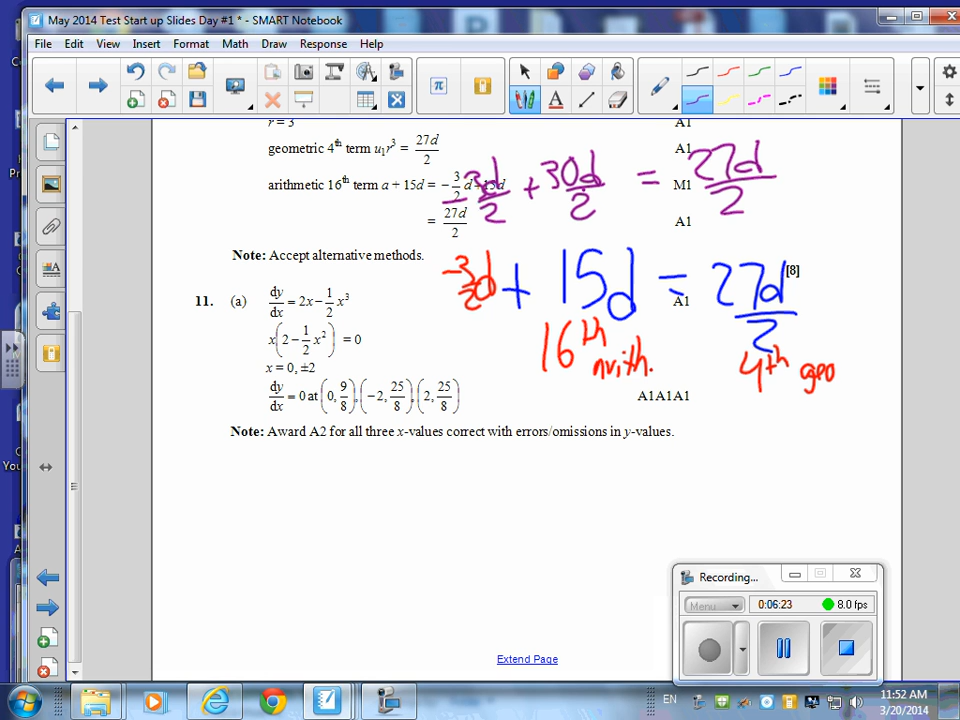 May 2014 Test Start up Slides Day #1 * - SMART Notebook
File Edit View Insert Format Math Draw Response Help
r = 3 A1
geometric 4th term u₁r³ = 27d/2 A1
arithmetic 16th term a + 15d = -3/2 d + 15d M1
= 27d/2 A1
-3d/2 + 30d/2 = 27d/2
Note: Accept alternative methods.
[8]
-3/2 d + 15d = 27d/2
16th arith.
4th geo
11. (a) dy/dx = 2x - 1/2 x³ A1
x(2 - 1/2 x²) = 0
x = 0, ±2
dy/dx = 0 at (0, 9/8), (-2, 25/8), (2, 25/8) A1A1A1
Note: Award A2 for all three x-values correct with errors/omissions in y-values.
Extend Page
Recording...
Menu
0:06:23 8.0 fps
EN
11:52 AM
3/20/2014